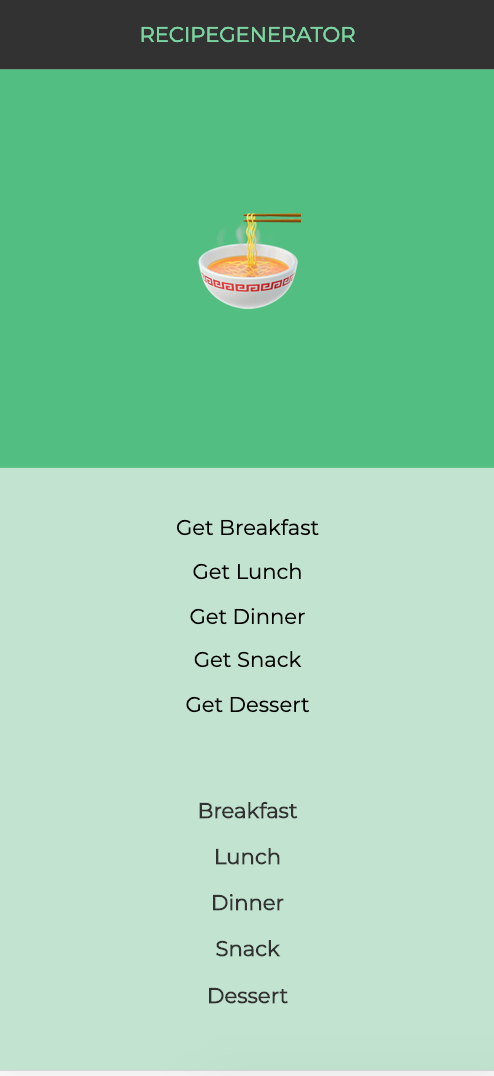 RECIPEGENERATOR
Get Breakfast
Get Lunch
Get Dinner
Get Snack
Get Dessert
Breakfast
Lunch
Dinner
Snack
Dessert